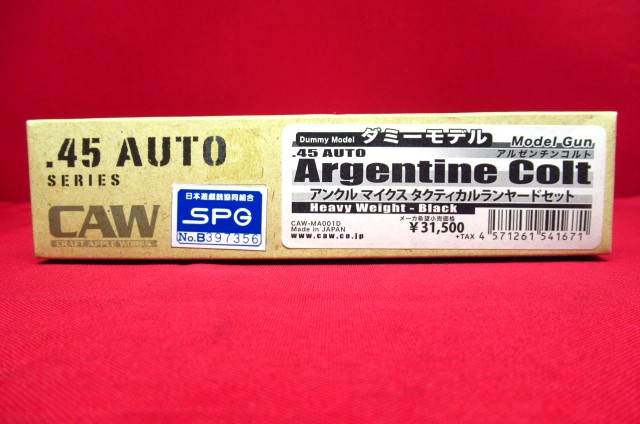 .45 AUTO
SERIES
CAW
CRAFT APPLE WORKS
日本遊戯銃協同組合
SPG
No.B397356
Dummy Model ダミーモデル Model Gun
.45 AUTO アルゼンチンコルト
Argentine Colt
アンクル マイクス タクティカルランヤードセット
Heavy Weight - Black
CAW-MA001D
Made in JAPAN
www.caw.co.jp
メーカ希望小売価格
¥31,500
+TAX
4 571261 541671